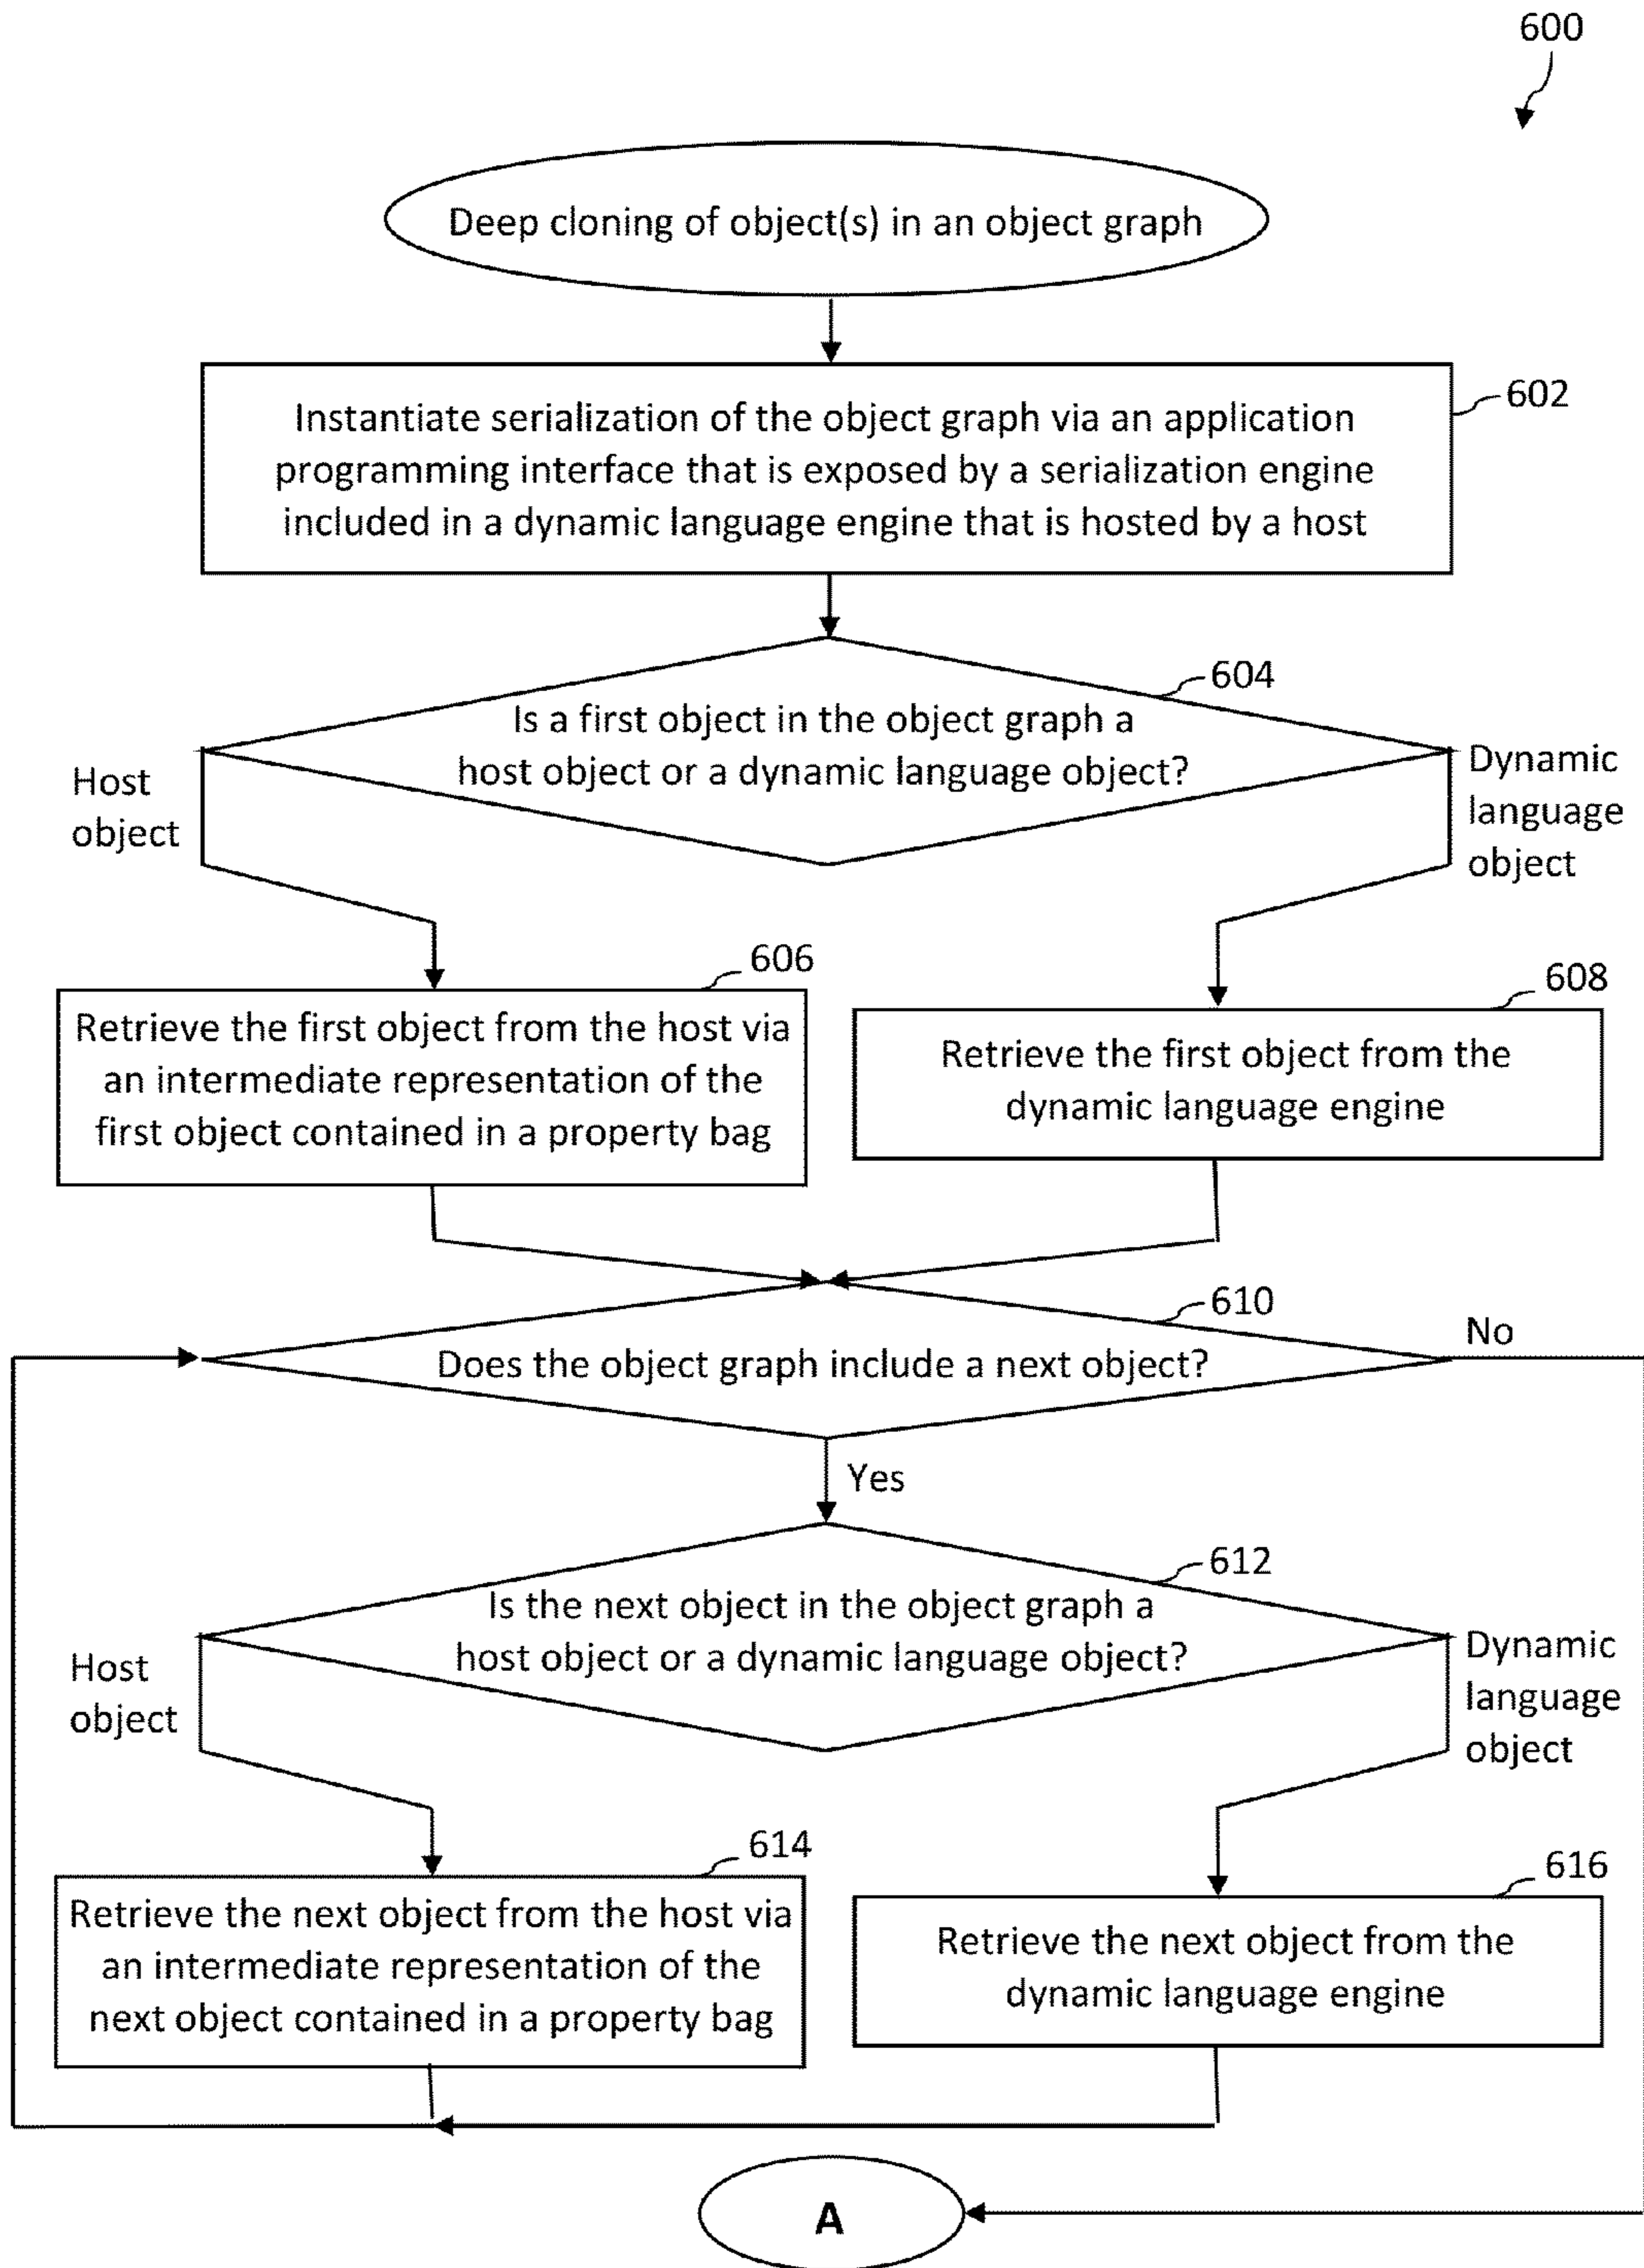 600
Deep cloning of object(s) in an object graph
602
Instantiate serialization of the object graph via an application
programming interface that is exposed by a serialization engine
included in a dynamic language engine that is hosted by a host
604
Is a first object in the object graph a
host object or a dynamic language object?
Host
object
Dynamic
language
object
606
Retrieve the first object from the host via
an intermediate representation of the
first object contained in a property bag
608
Retrieve the first object from the
dynamic language engine
610
Does the object graph include a next object?
No
Yes
612
Is the next object in the object graph a
host object or a dynamic language object?
Host
object
Dynamic
language
object
614
Retrieve the next object from the host via
an intermediate representation of the
next object contained in a property bag
616
Retrieve the next object from the
dynamic language engine
A